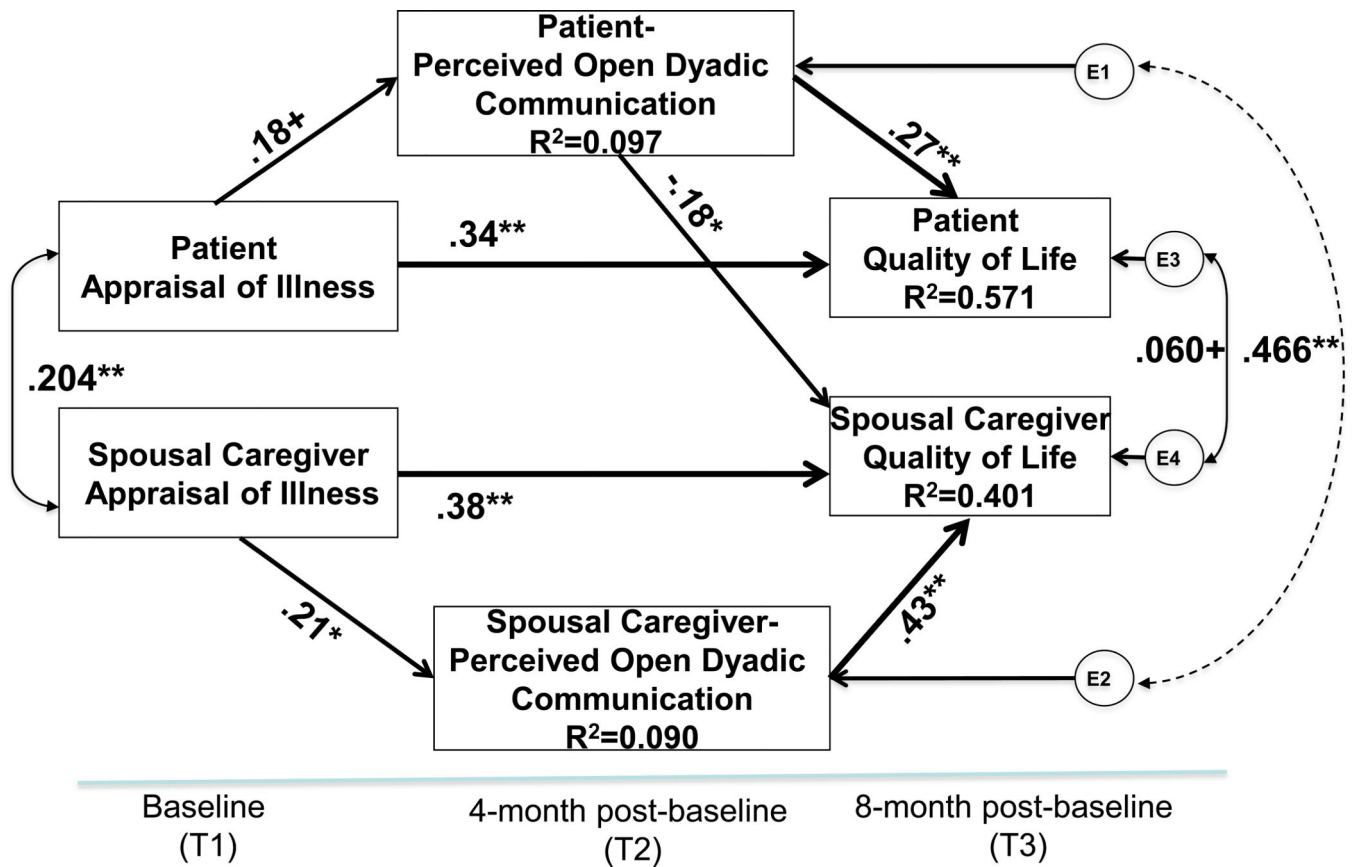 Patient-
Perceived Open Dyadic
Communication
R²=0.097
E1
.18+
.27**
-.18*
Patient
Appraisal of Illness
.34**
Patient
Quality of Life
R²=0.571
E3
.204**
.060+
.466**
Spousal Caregiver
Appraisal of Illness
.38**
Spousal Caregiver
Quality of Life
R²=0.401
E4
.21*
.43**
Spousal Caregiver-
Perceived Open Dyadic
Communication
R²=0.090
E2
Baseline
(T1)
4-month post-baseline
(T2)
8-month post-baseline
(T3)